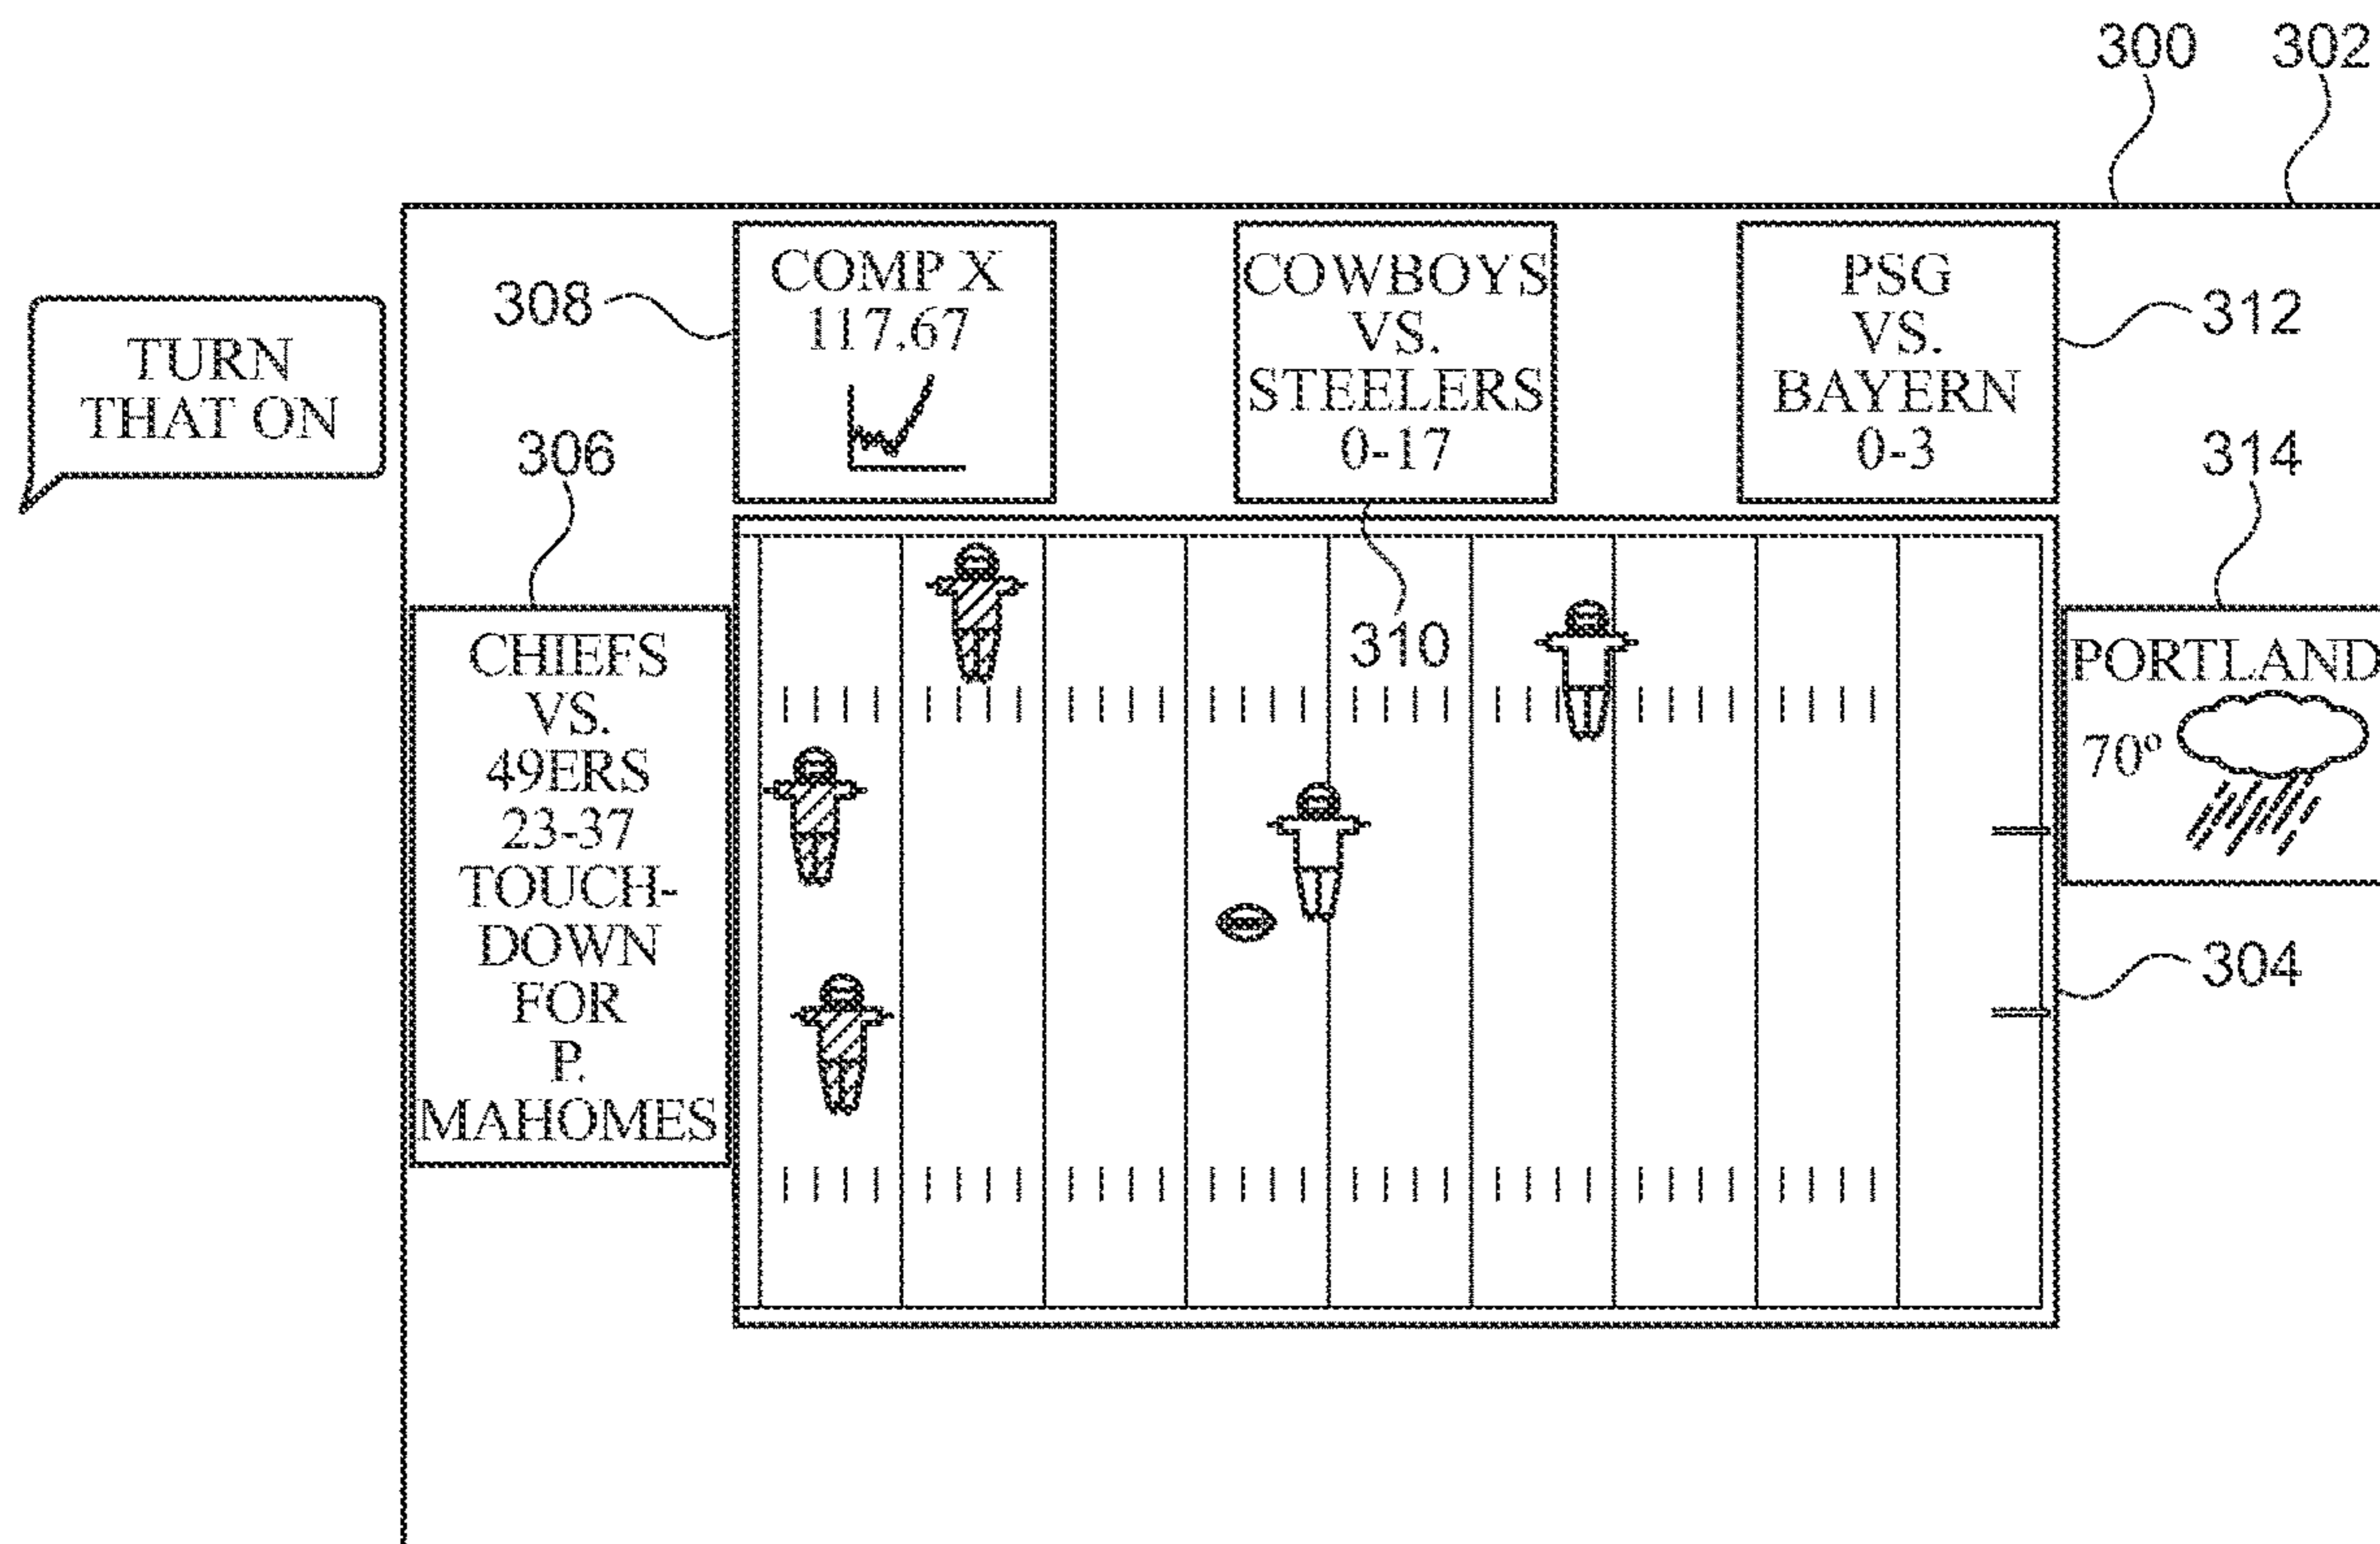 300 302
308
COMP X
117.67
COWBOYS
VS.
STEELERS
0-17
PSG
VS.
BAYERN
0-3
312
TURN
THAT ON
306
314
310
CHIEFS
VS.
49ERS
23-37
TOUCH-
DOWN
FOR
P.
MAHOMES
PORTLAND
70º
304